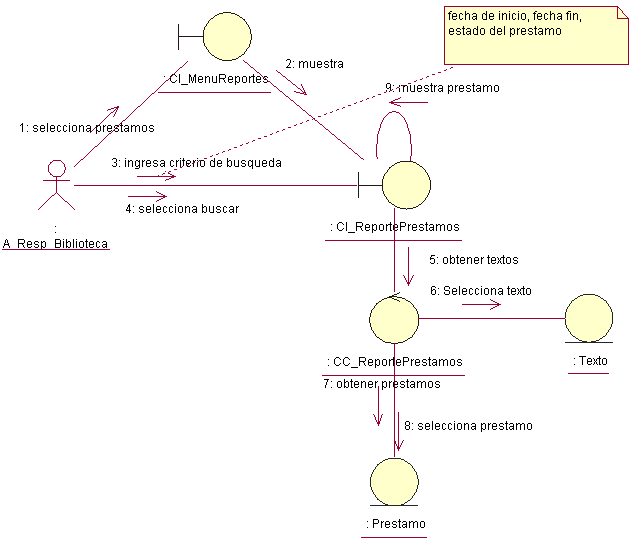 fecha de inicio, fecha fin,
estado del prestamo
2: muestra
: CI_MenuReportes
9: muestra prestamo
1: selecciona prestamos
3: ingresa criterio de busqueda
4: selecciona buscar
:
A_Resp_Biblioteca
: CI_ReportePrestamos
5: obtener textos
6: Selecciona texto
: CC_ReportePrestamos
: Texto
7: obtener prestamos
8: selecciona prestamo
: Prestamo